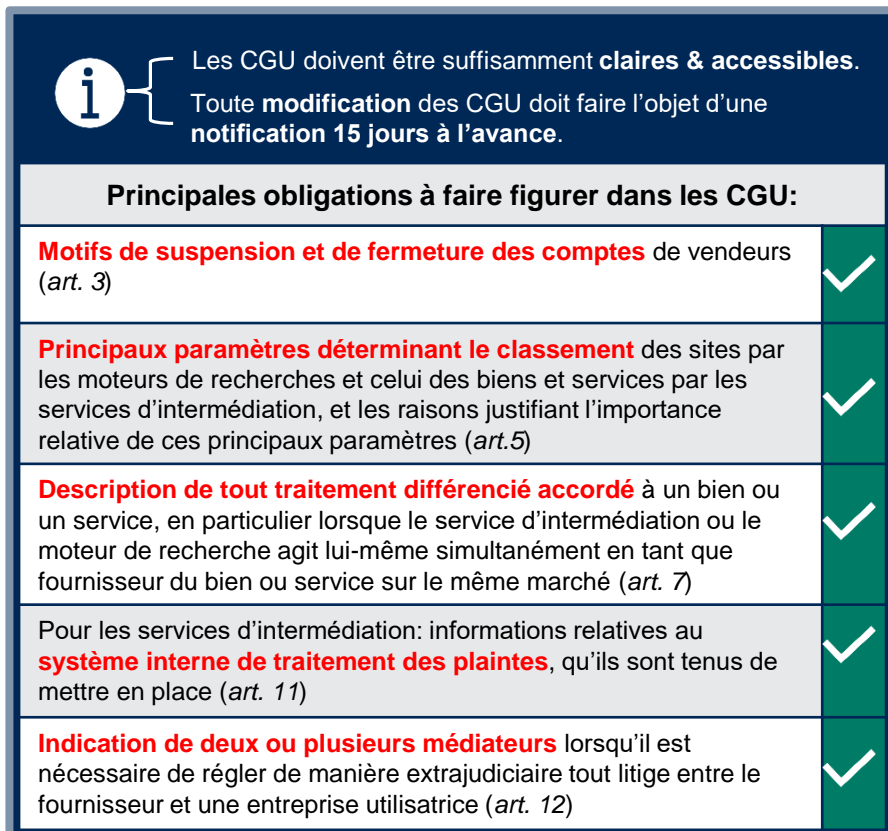 Les CGU doivent être suffisamment claires & accessibles.
Toute modification des CGU doit faire l'objet d'une
notification 15 jours à l'avance.
Principales obligations à faire figurer dans les CGU:
Motifs de suspension et de fermeture des comptes de vendeurs
(art. 3)
Principaux paramètres déterminant le classement des sites par
les moteurs de recherches et celui des biens et services par les
services d'intermédiation, et les raisons justifiant l'importance
relative de ces principaux paramètres (art.5)
Description de tout traitement différencié accordé à un bien ou
un service, en particulier lorsque le service d'intermédiation ou le
moteur de recherche agit lui-même simultanément en tant que
fournisseur du bien ou service sur le même marché (art. 7)
Pour les services d'intermédiation: informations relatives au
système interne de traitement des plaintes, qu'ils sont tenus de
mettre en place (art. 11)
Indication de deux ou plusieurs médiateurs lorsqu'il est
nécessaire de régler de manière extrajudiciaire tout litige entre le
fournisseur et une entreprise utilisatrice (art. 12)